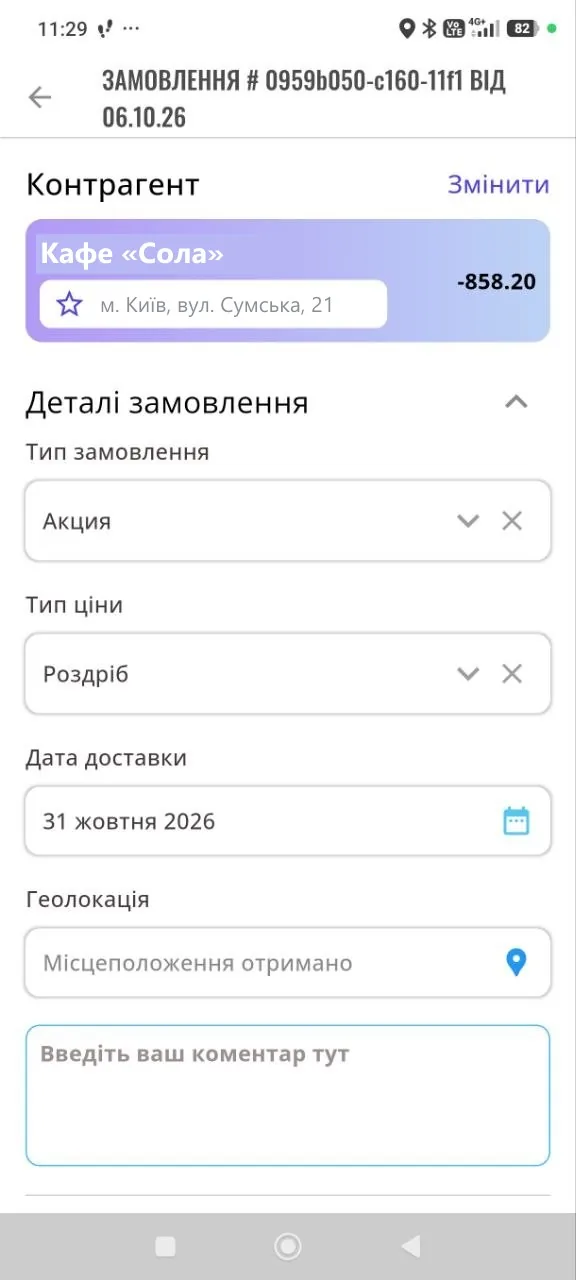 11:29
VoLTE 4G+ 82
ЗАМОВЛЕННЯ # 0959b050-c160-11f1 ВІД
06.10.26
Контрагент Змінити
Кафе «Сола»
-858.20
м. Київ, вул. Сумська, 21
Деталі замовлення
Тип замовлення
Акция
Тип ціни
Роздріб
Дата доставки
31 жовтня 2026
Геолокація
Місцеположення отримано
Введіть ваш коментар тут